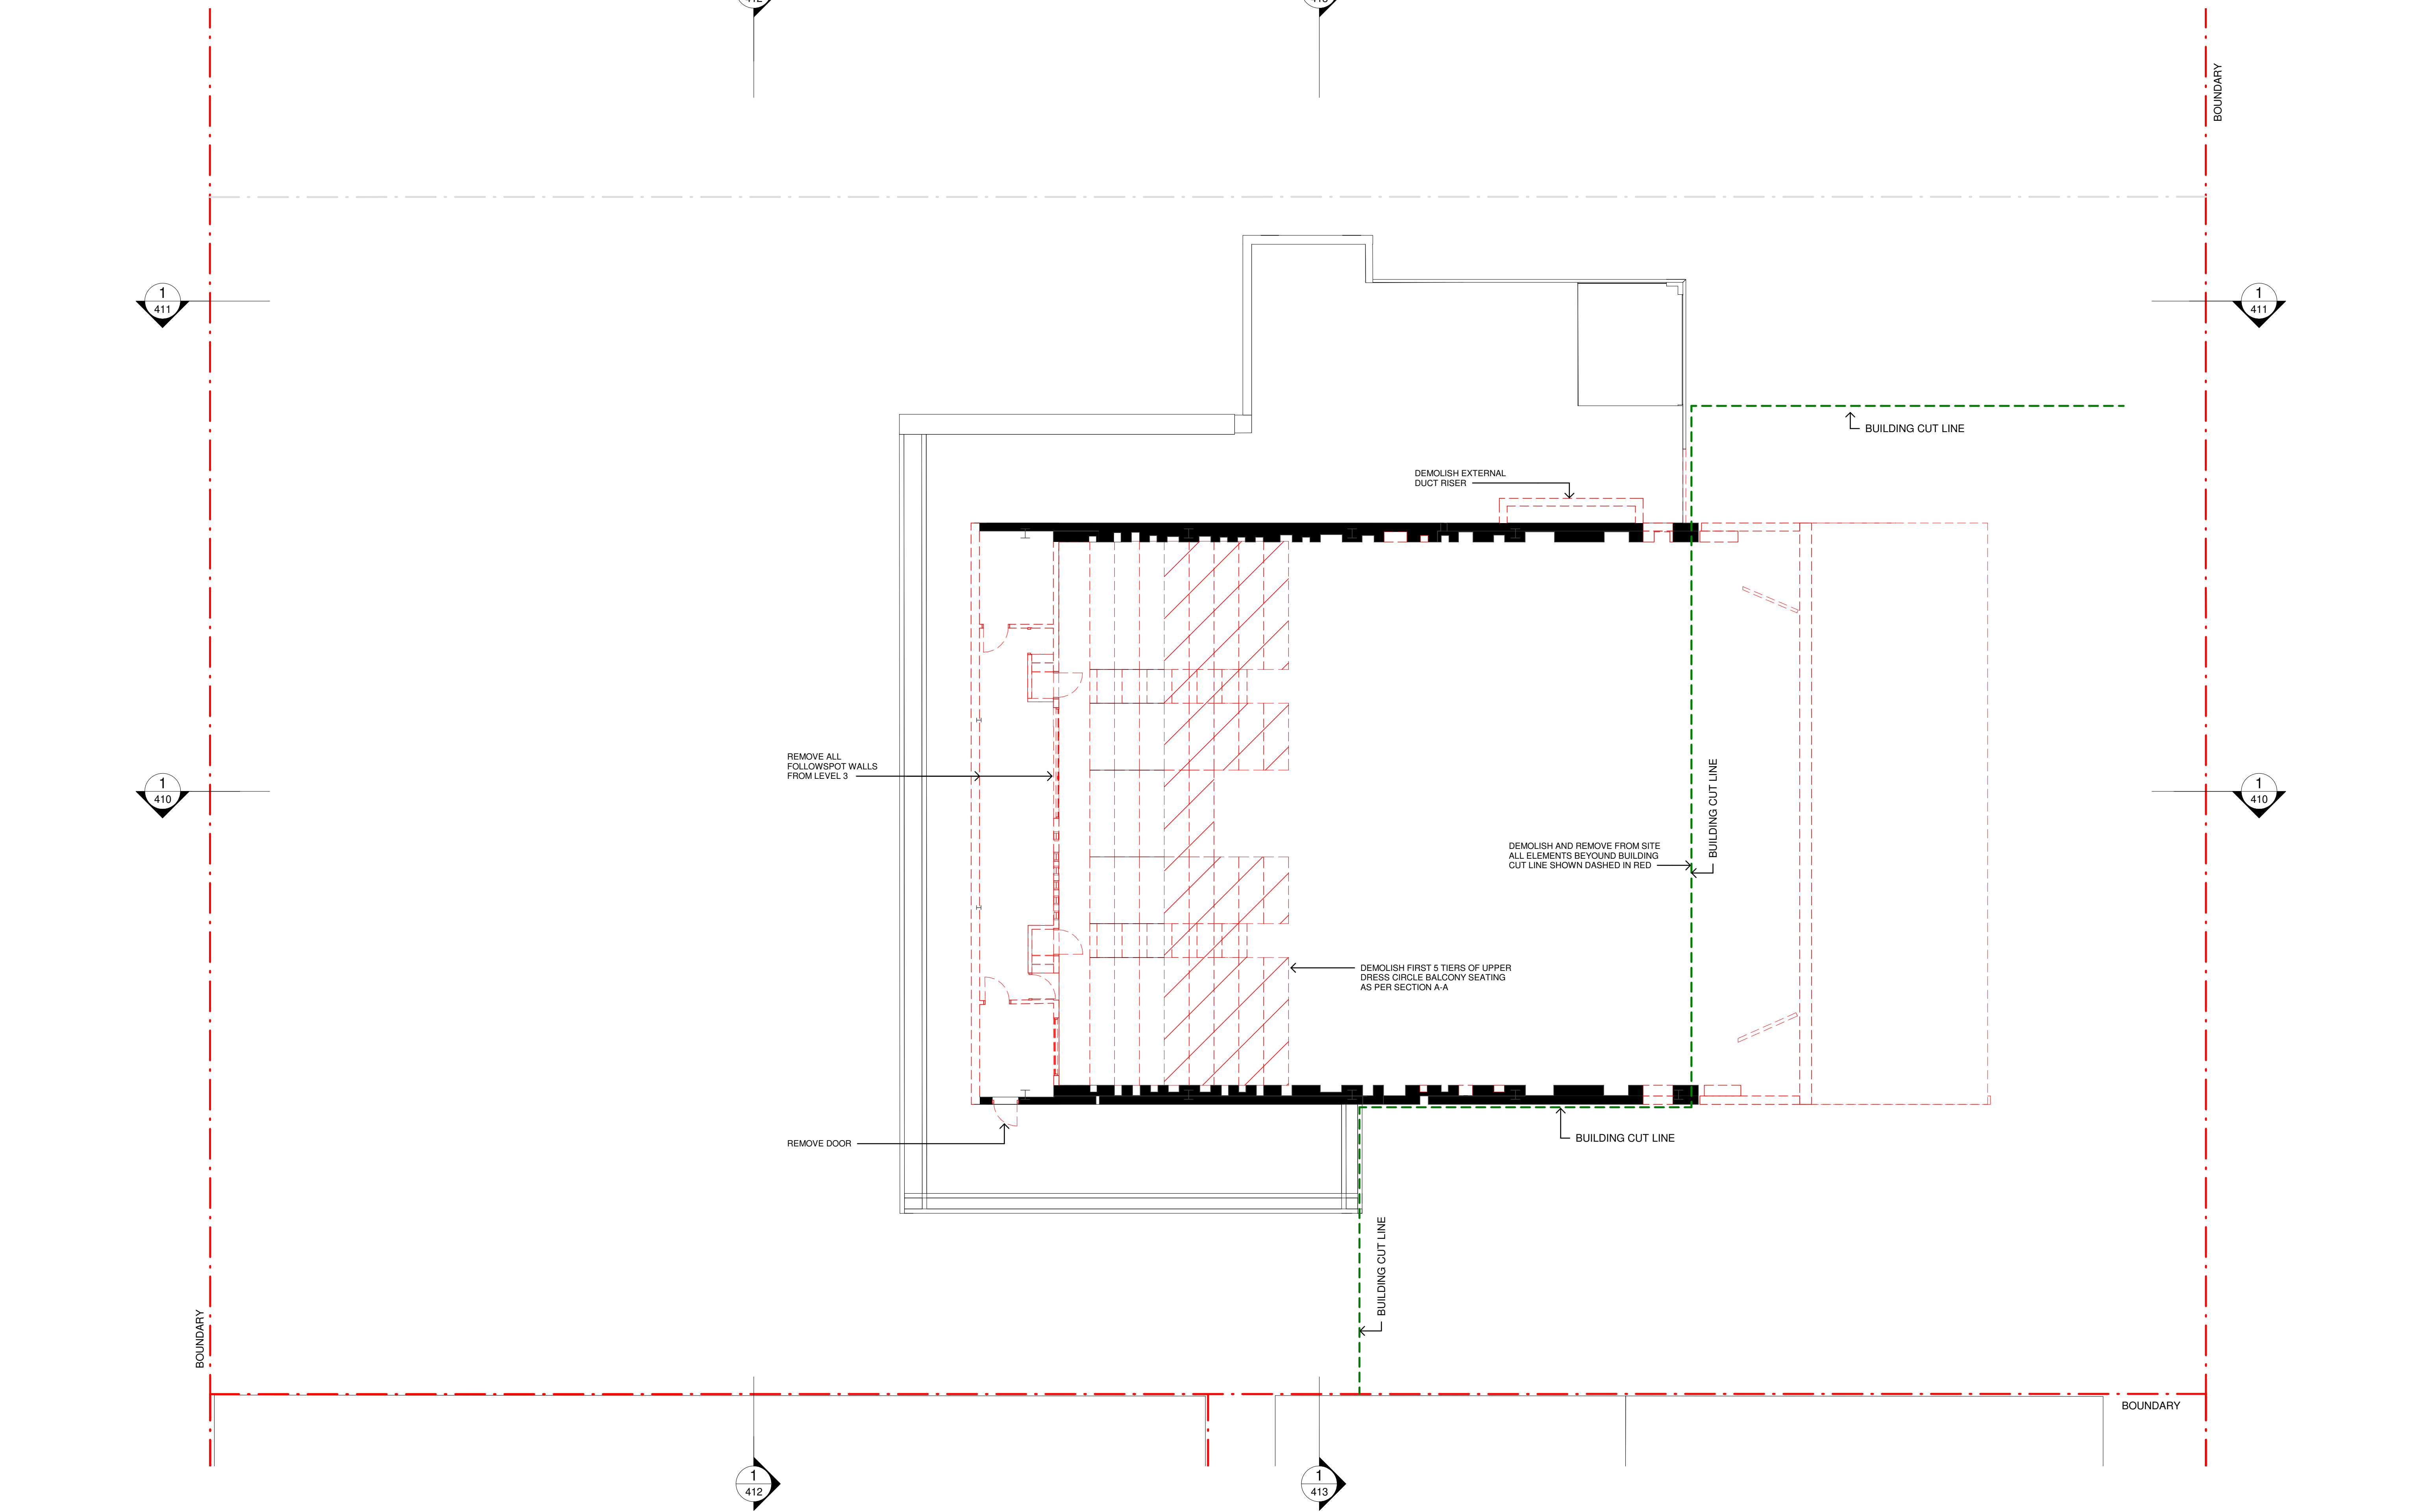 412
413
BOUNDARY
1
411
1
411
BUILDING CUT LINE
DEMOLISH EXTERNAL
DUCT RISER
REMOVE ALL
FOLLOWSPOT WALLS
FROM LEVEL 3
1
410
1
410
BUILDING CUT LINE
DEMOLISH AND REMOVE FROM SITE
ALL ELEMENTS BEYOUND BUILDING
CUT LINE SHOWN DASHED IN RED
DEMOLISH FIRST 5 TIERS OF UPPER
DRESS CIRCLE BALCONY SEATING
AS PER SECTION A-A
REMOVE DOOR
BUILDING CUT LINE
BUILDING CUT LINE
BOUNDARY
BOUNDARY
1
412
1
413